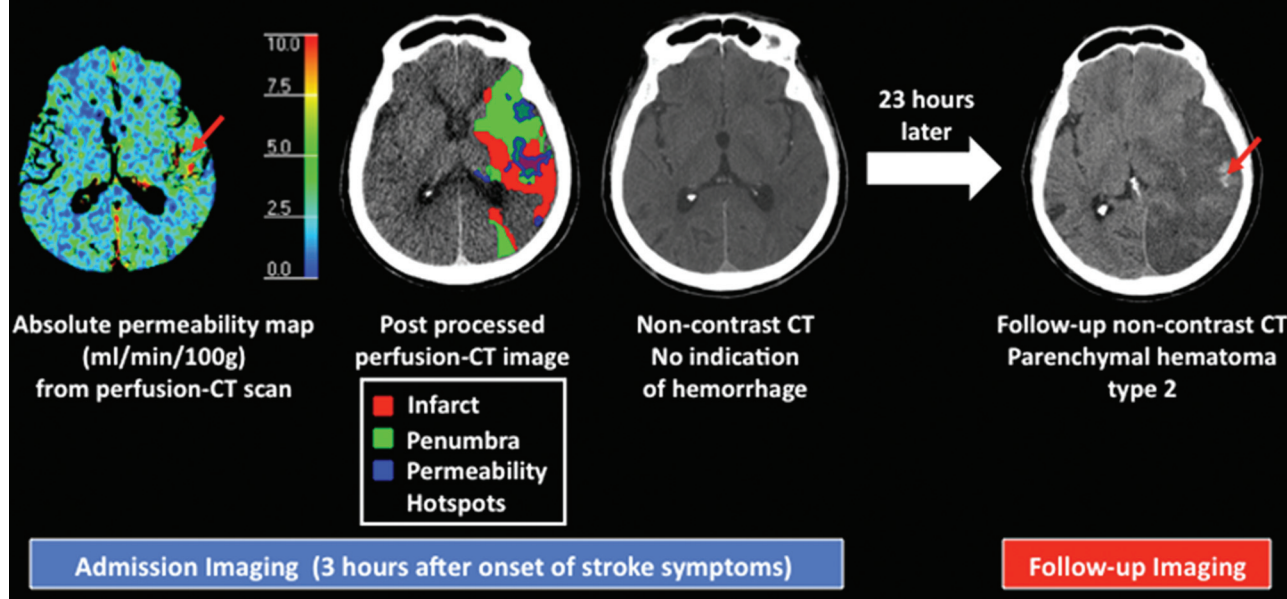 10.0
7.5
5.0
2.5
0.0
23 hours
later
Absolute permeability map
(ml/min/100g)
from perfusion-CT scan
Post processed
perfusion-CT image
Infarct
Penumbra
Permeability
Hotspots
Non-contrast CT
No indication
of hemorrhage
Follow-up non-contrast CT
Parenchymal hematoma
type 2
Admission Imaging (3 hours after onset of stroke symptoms)
Follow-up Imaging